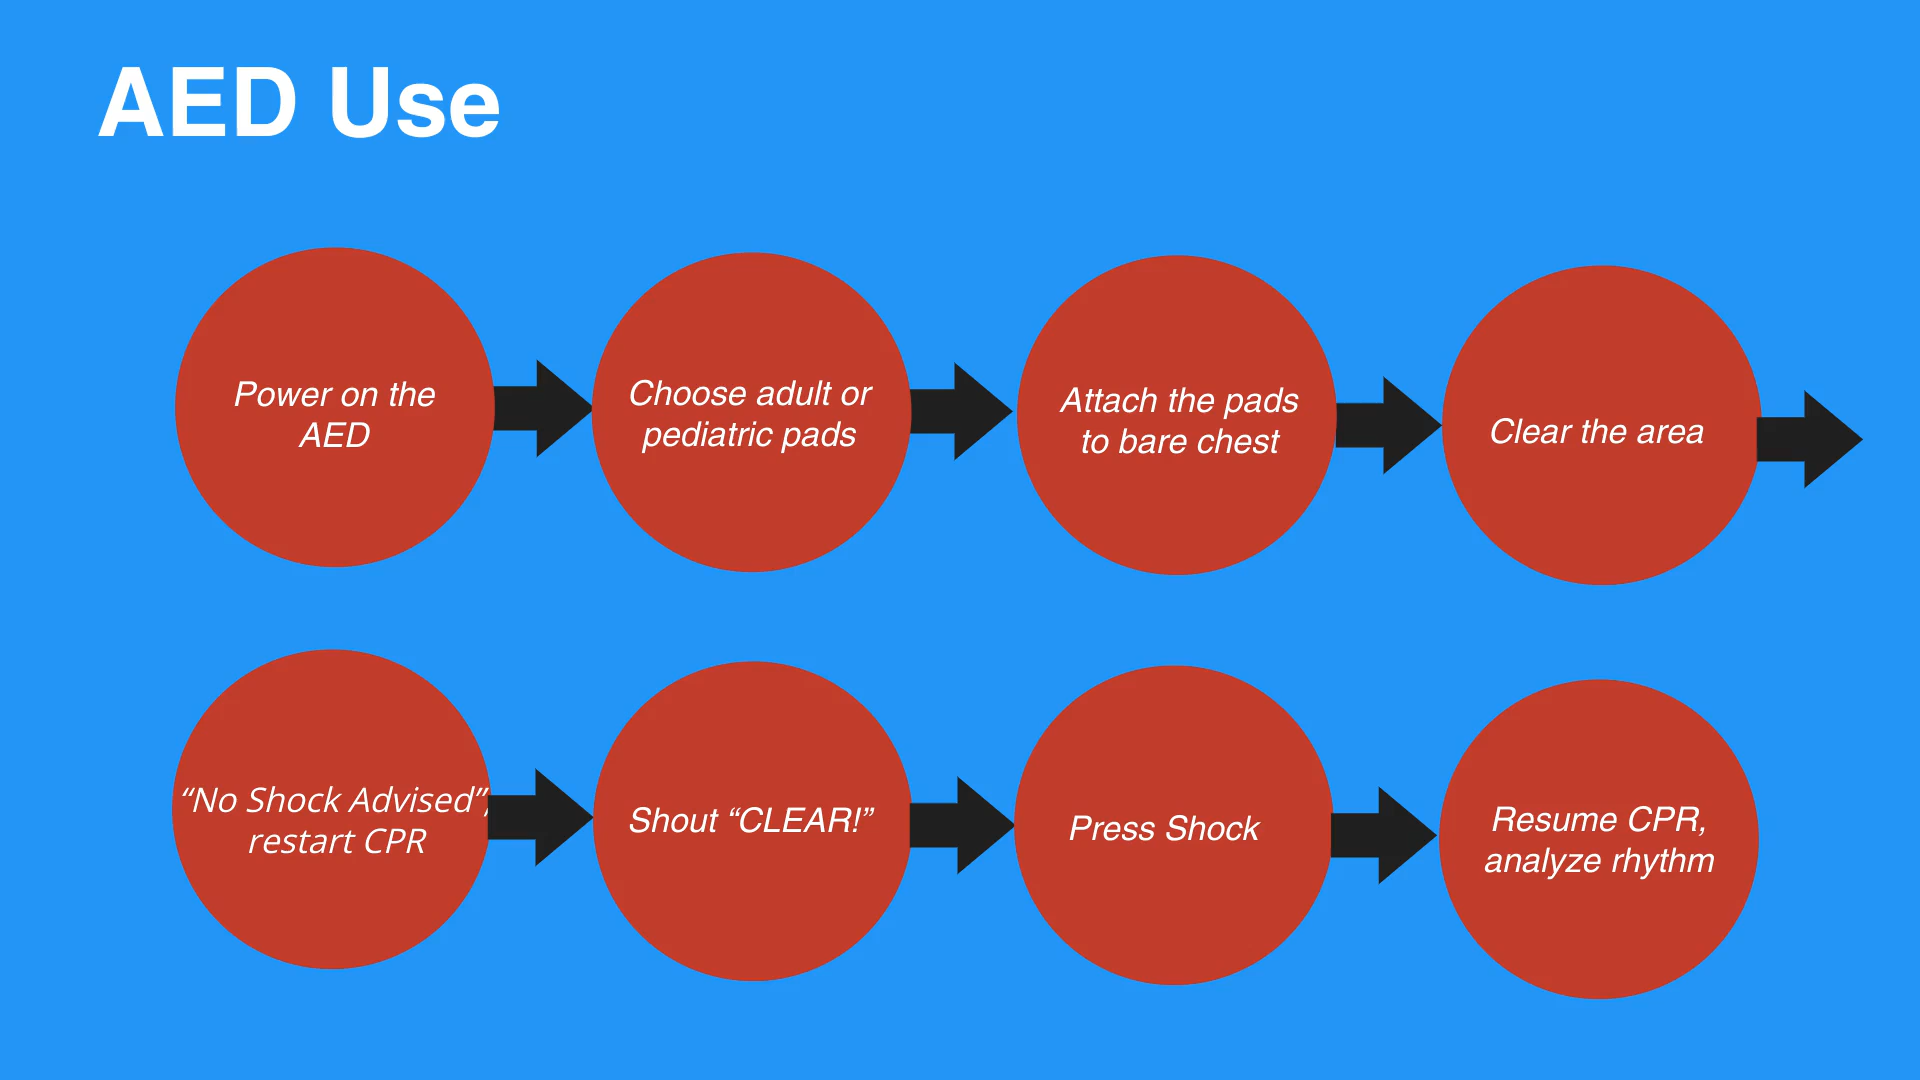 AED Use
Power on the
AED
Choose adult or
pediatric pads
Attach the pads
to bare chest
Clear the area
“No Shock Advised”,
restart CPR
Shout “CLEAR!”
Press Shock
Resume CPR,
analyze rhythm